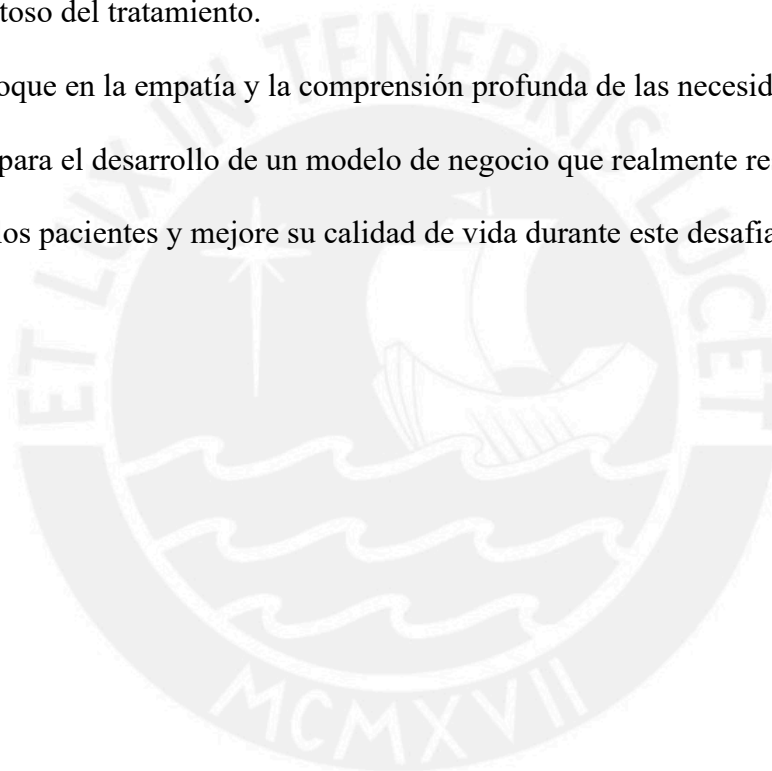 toso del tratamiento.
oque en la empatía y la comprensión profunda de las necesid
para el desarrollo de un modelo de negocio que realmente re
los pacientes y mejore su calidad de vida durante este desafia
ET LUX IN TENEBRIS LUCET
MCMXVII